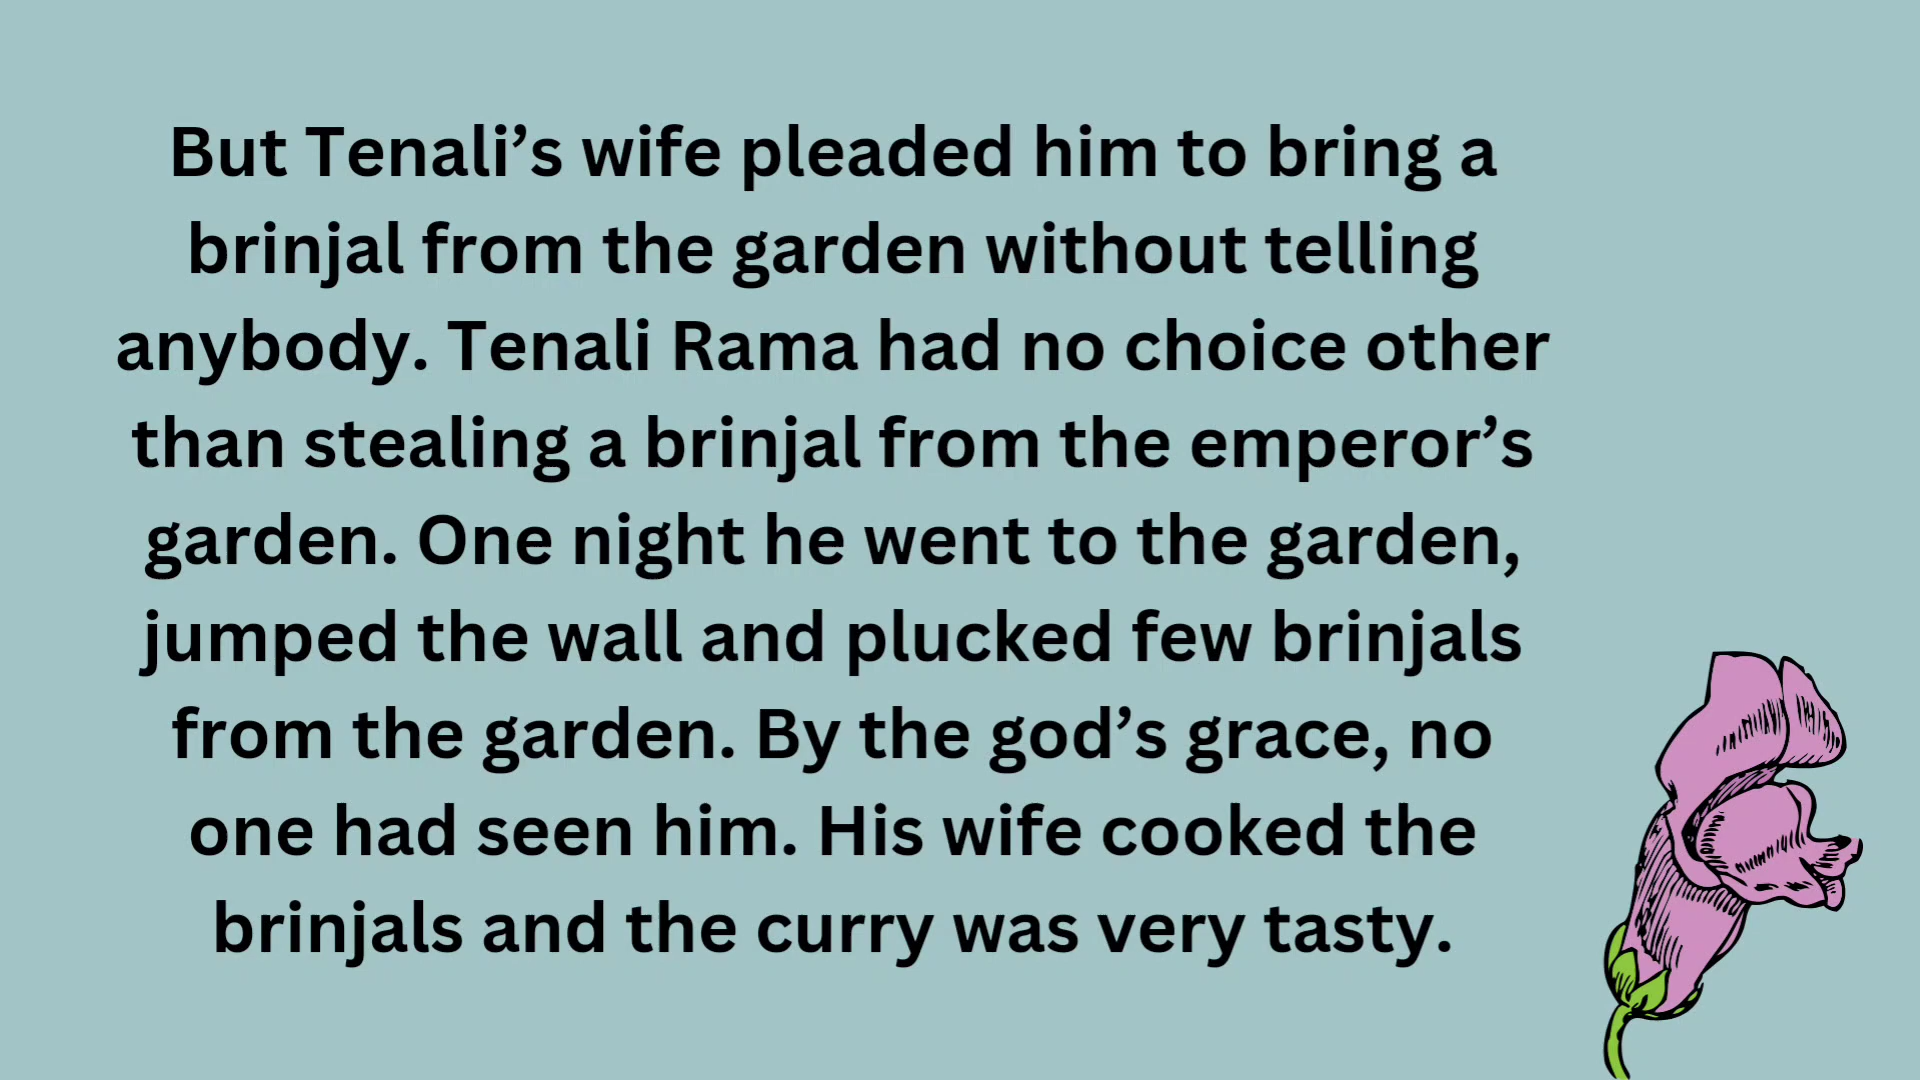 But Tenali’s wife pleaded him to bring a
brinjal from the garden without telling
anybody. Tenali Rama had no choice other
than stealing a brinjal from the emperor’s
garden. One night he went to the garden,
jumped the wall and plucked few brinjals
from the garden. By the god’s grace, no
one had seen him. His wife cooked the
brinjals and the curry was very tasty.